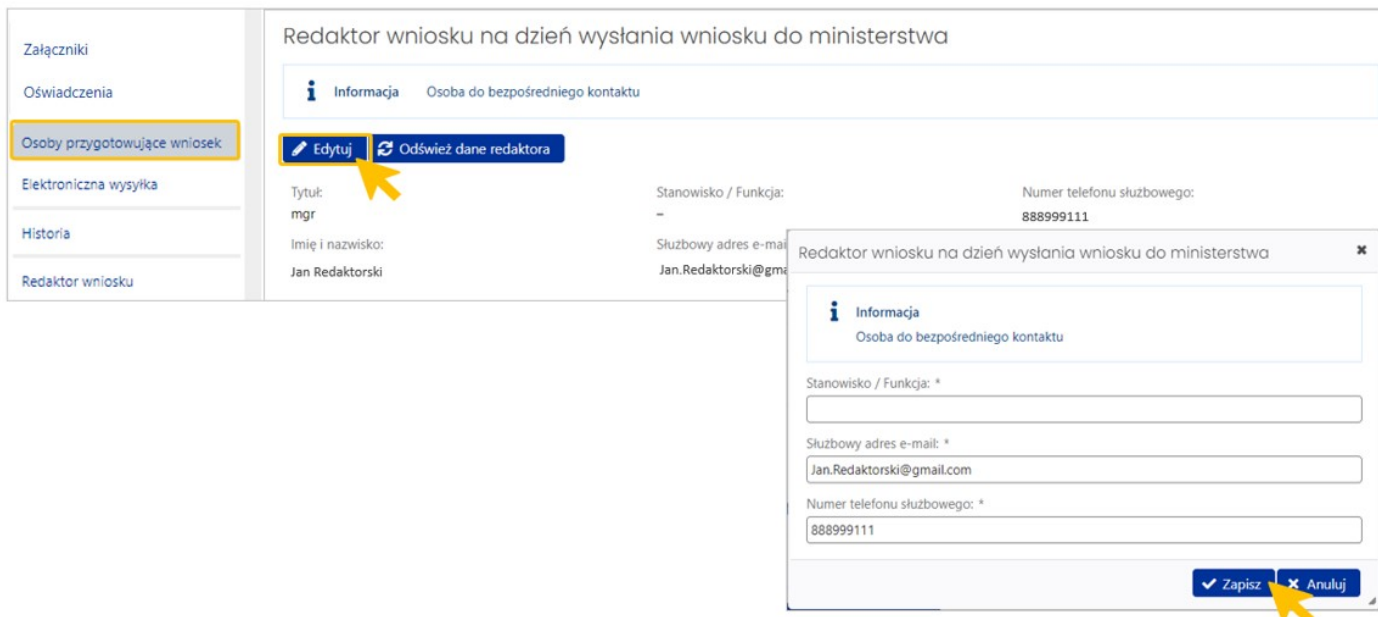 Załączniki
Oświadczenia
Osoby przygotowujące wniosek
Elektroniczna wysyłka
Historia
Redaktor wniosku
Redaktor wniosku na dzień wysłania wniosku do ministerstwa
Informacja Osoba do bezpośredniego kontaktu
Edytuj Odśwież dane redaktora
Tytuł: Stanowisko / Funkcja: Numer telefonu służbowego:
mgr – 888999111
Imię i nazwisko: Służbowy adres e-mai
Jan Redaktorski Jan.Redaktorski@gma
Redaktor wniosku na dzień wysłania wniosku do ministerstwa
Informacja
Osoba do bezpośredniego kontaktu
Stanowisko / Funkcja: *
Służbowy adres e-mail: *
Jan.Redaktorski@gmail.com
Numer telefonu służbowego: *
888999111
Zapisz Anuluj